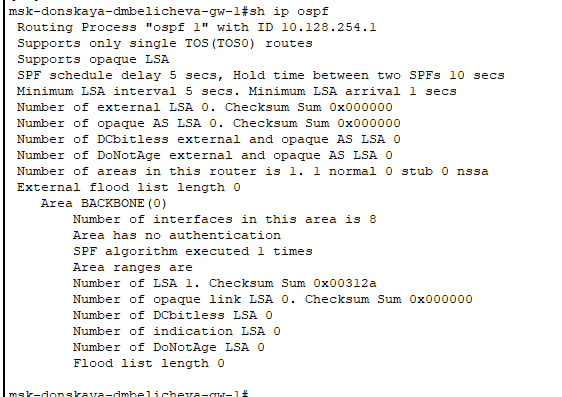 msk-donskaya-dmbelicheva-gw-1#sh ip ospf
Routing Process "ospf 1" with ID 10.128.254.1
Supports only single TOS(TOS0) routes
Supports opaque LSA
SPF schedule delay 5 secs, Hold time between two SPFs 10 secs
Minimum LSA interval 5 secs. Minimum LSA arrival 1 secs
Number of external LSA 0. Checksum Sum 0x000000
Number of opaque AS LSA 0. Checksum Sum 0x000000
Number of DCbitless external and opaque AS LSA 0
Number of DoNotAge external and opaque AS LSA 0
Number of areas in this router is 1. 1 normal 0 stub 0 nssa
External flood list length 0
Area BACKBONE(0)
Number of interfaces in this area is 8
Area has no authentication
SPF algorithm executed 1 times
Area ranges are
Number of LSA 1. Checksum Sum 0x00312a
Number of opaque link LSA 0. Checksum Sum 0x000000
Number of DCbitless LSA 0
Number of indication LSA 0
Number of DoNotAge LSA 0
Flood list length 0
msk-donskaya-dmbelicheva-gw-1#